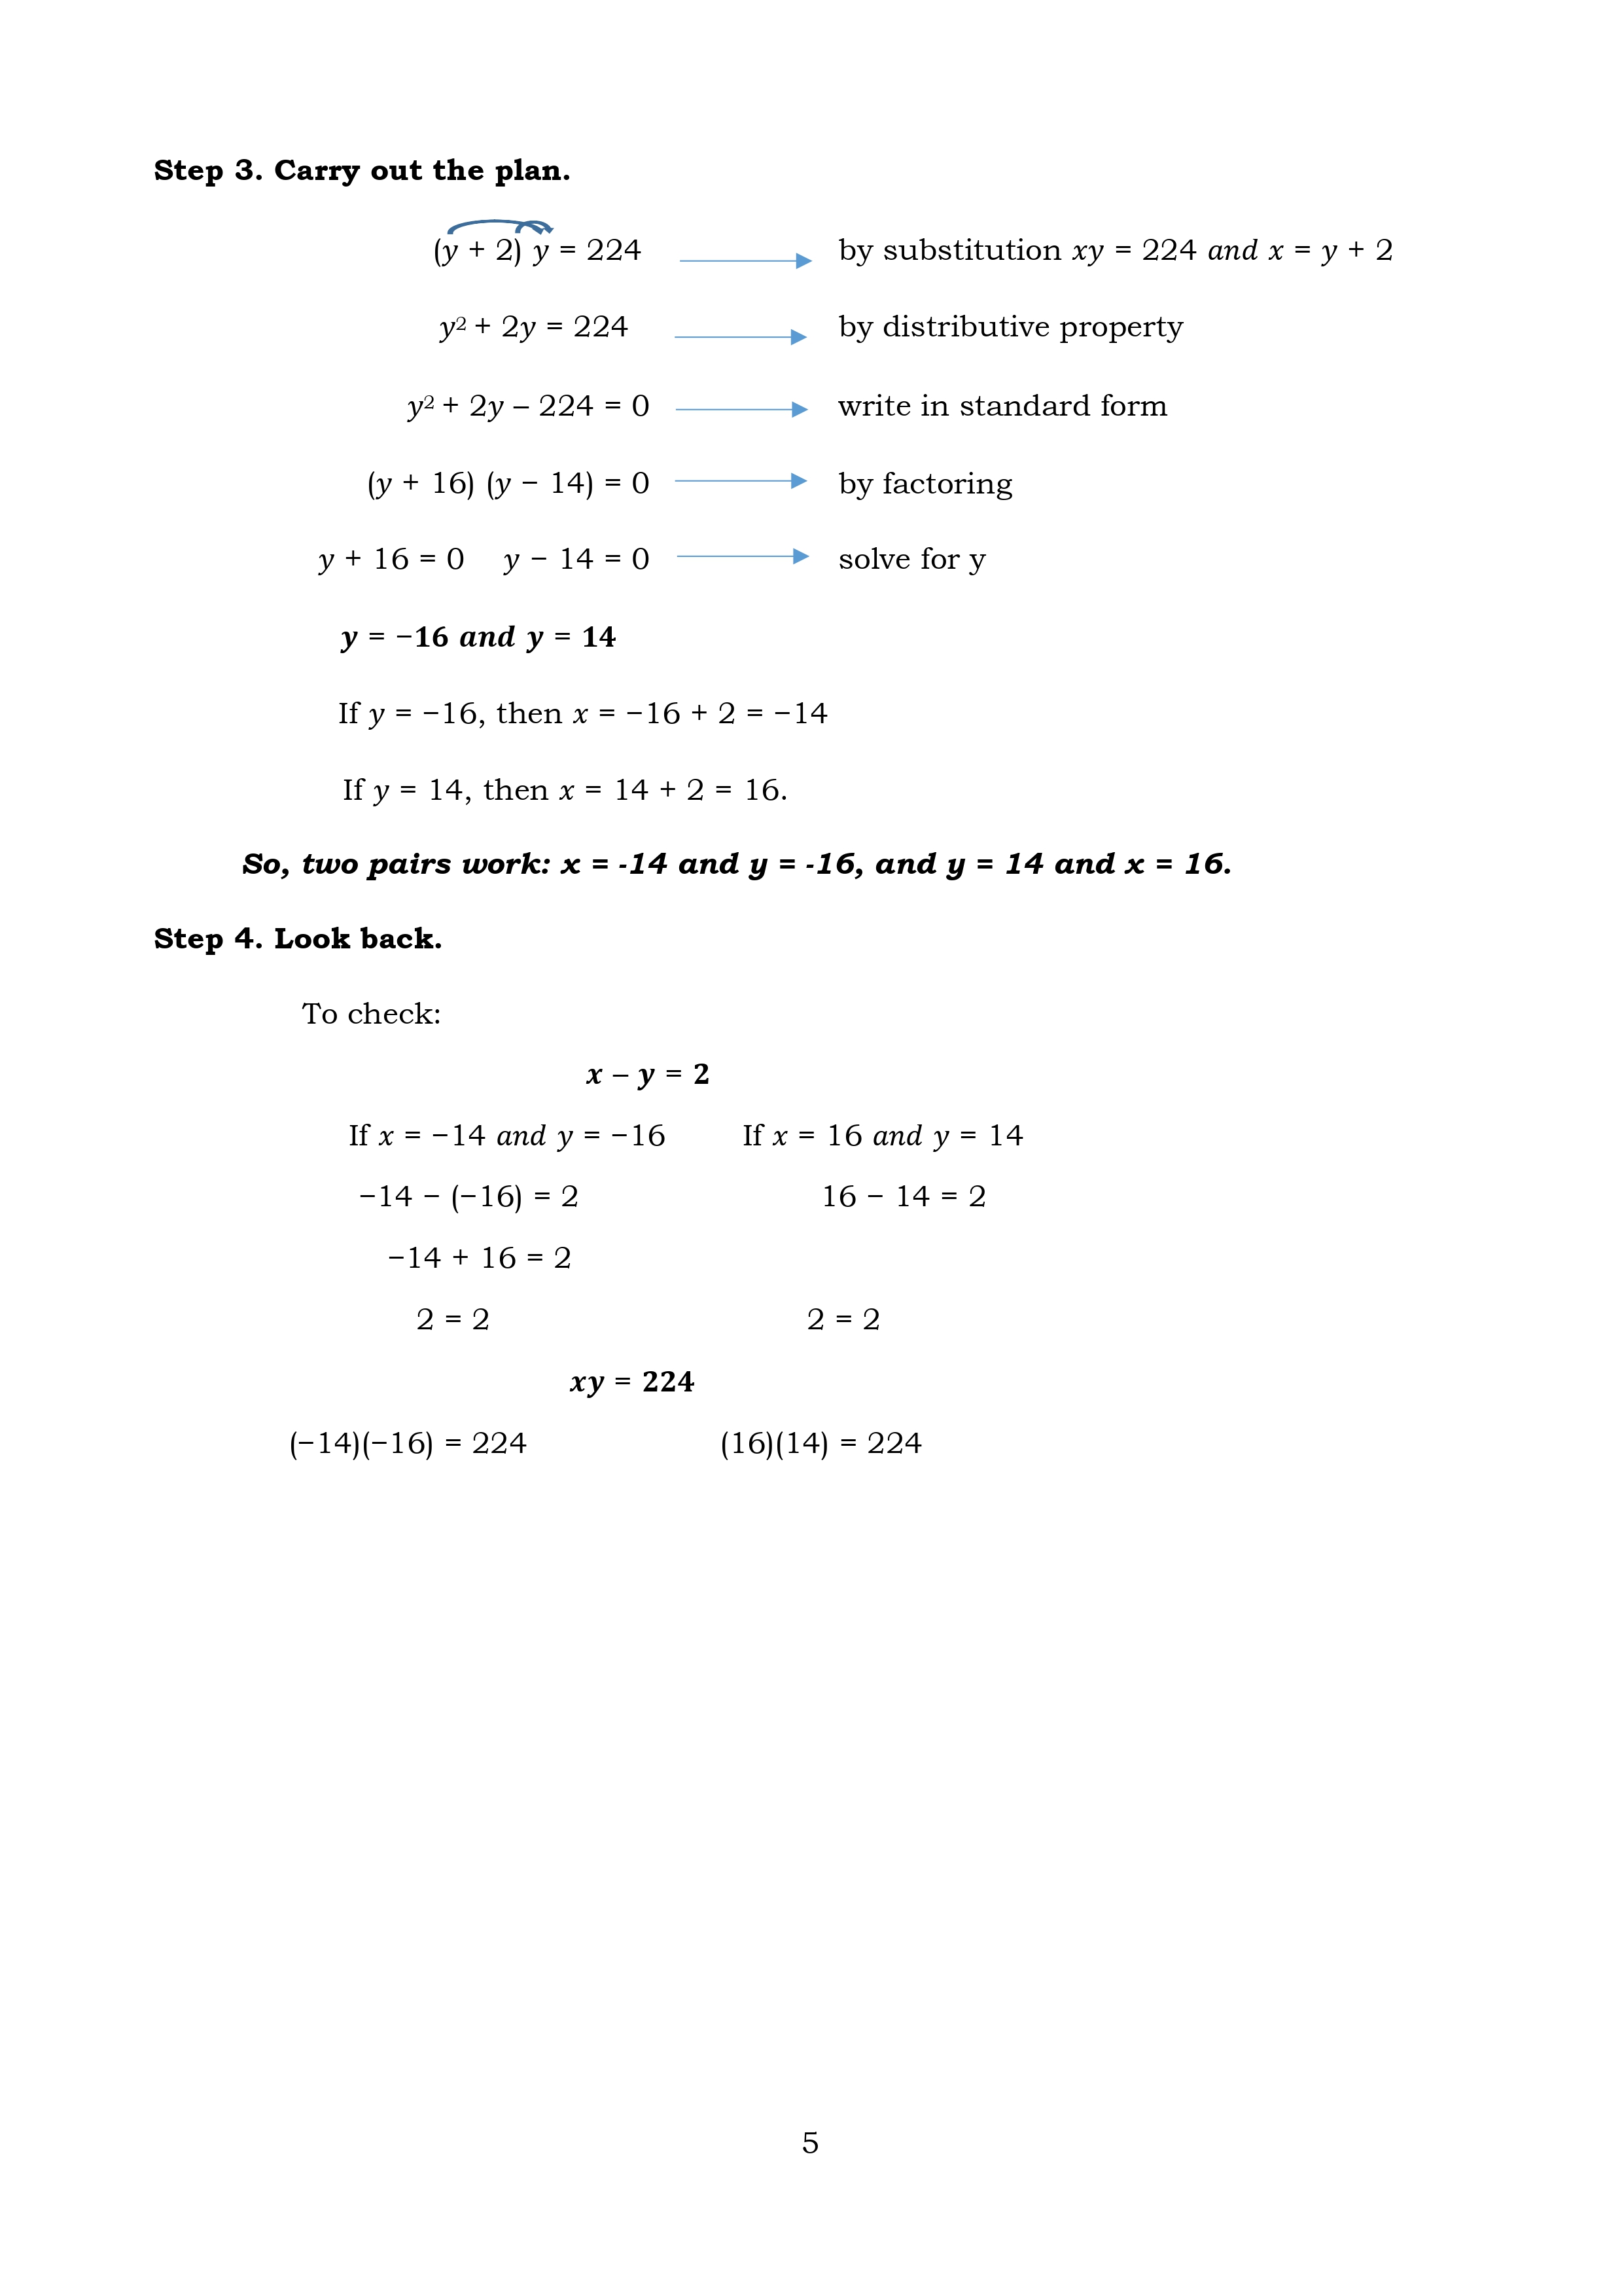 Step 3. Carry out the plan.
(y + 2) y = 224 by substitution xy = 224 and x = y + 2
y² + 2y = 224 by distributive property
y² + 2y – 224 = 0 write in standard form
(y + 16) (y − 14) = 0 by factoring
y + 16 = 0 y − 14 = 0 solve for y
y = −16 and y = 14
If y = −16, then x = −16 + 2 = −14
If y = 14, then x = 14 + 2 = 16.
So, two pairs work: x = -14 and y = -16, and y = 14 and x = 16.
Step 4. Look back.
To check:
x – y = 2
If x = −14 and y = −16 If x = 16 and y = 14
−14 − (−16) = 2 16 − 14 = 2
−14 + 16 = 2
2 = 2 2 = 2
xy = 224
(−14)(−16) = 224 (16)(14) = 224
5